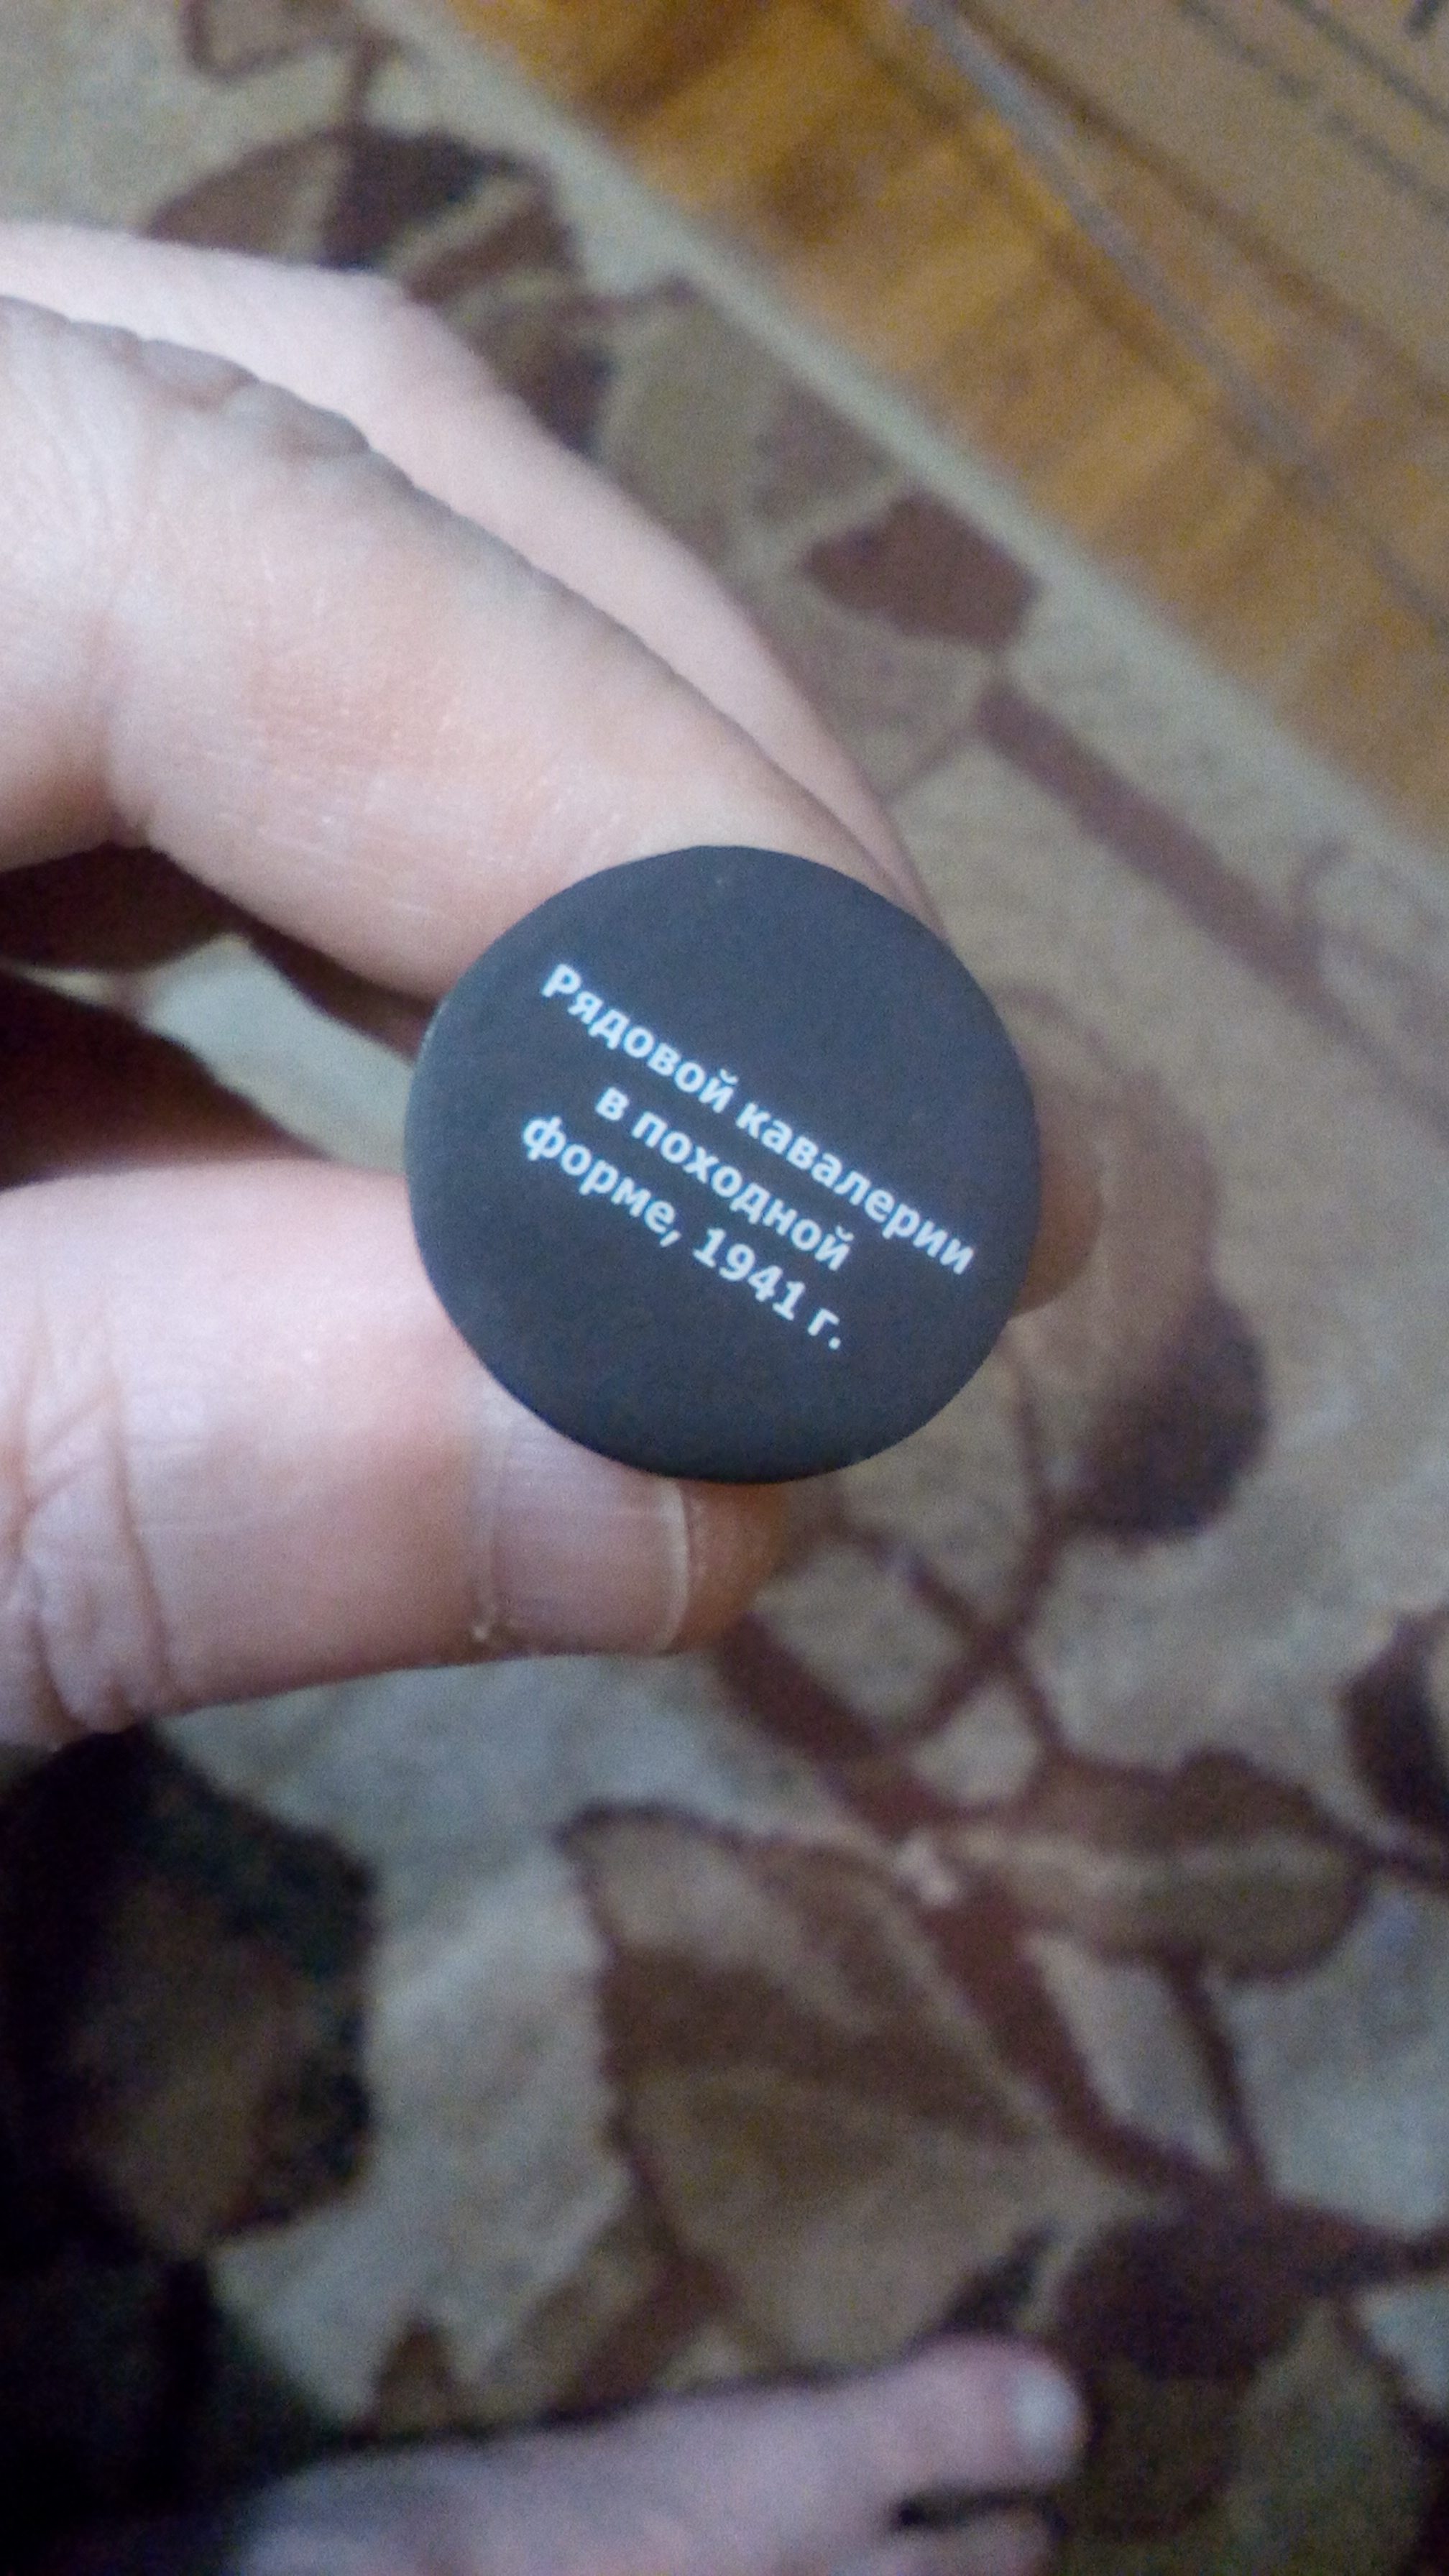 Рядовой кавалерии
в походной
форме, 1941 г.